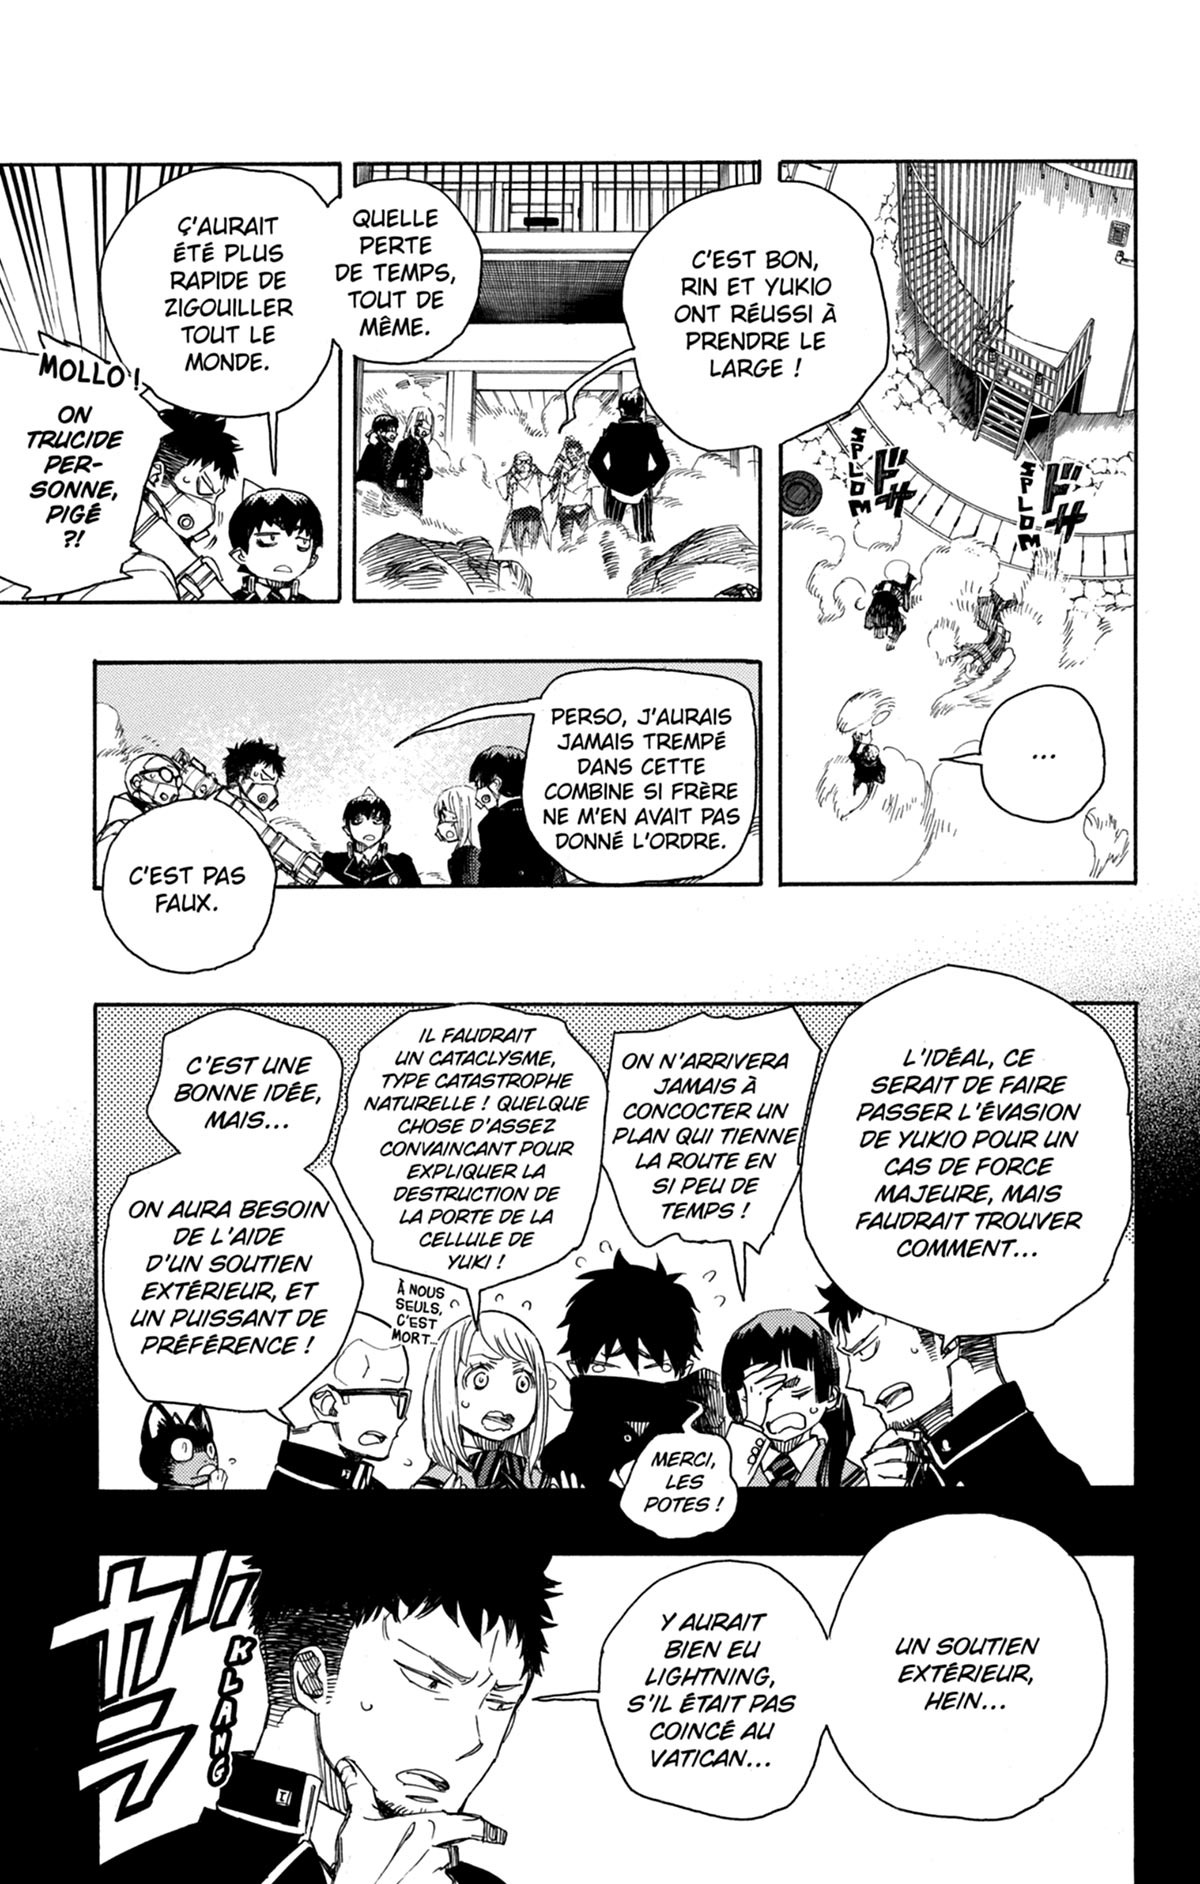 C'EST BON,
RIN ET YUKIO
ONT RÉUSSI À
PRENDRE LE
LARGE !
ドド
SPLOM
ドド
SPLOM
...
QUELLE
PERTE
DE TEMPS,
TOUT DE
MÊME.
Ç'AURAIT
ÉTÉ PLUS
RAPIDE DE
ZIGOUILLER
TOUT LE
MONDE.
MOLLO !
ON
TRUCIDE
PER-
SONNE,
PIGÉ
?!
PERSO, J'AURAIS
JAMAIS TREMPÉ
DANS CETTE
COMBINE SI FRÈRE
NE M'EN AVAIT PAS
DONNÉ L'ORDRE.
C'EST PAS
FAUX.
L'IDÉAL, CE
SERAIT DE FAIRE
PASSER L'ÉVASION
DE YUKIO POUR UN
CAS DE FORCE
MAJEURE, MAIS
FAUDRAIT TROUVER
COMMENT...
ON N'ARRIVERA
JAMAIS À
CONCOCTER UN
PLAN QUI TIENNE
LA ROUTE EN
SI PEU DE
TEMPS !
MERCI,
LES
POTES !
IL FAUDRAIT
UN CATACLYSME,
TYPE CATASTROPHE
NATURELLE ! QUELQUE
CHOSE D'ASSEZ
CONVAINCANT POUR
EXPLIQUER LA
DESTRUCTION DE
LA PORTE DE LA
CELLULE DE
YUKI !
À NOUS
SEULS,
C'EST
MORT...
C'EST UNE
BONNE IDÉE,
MAIS...
ON AURA BESOIN
DE L'AIDE
D'UN SOUTIEN
EXTÉRIEUR, ET
UN PUISSANT DE
PRÉFÉRENCE !
UN SOUTIEN
EXTÉRIEUR,
HEIN...
Y AURAIT
BIEN EU
LIGHTNING,
S'IL ÉTAIT PAS
COINCÉ AU
VATICAN...
ガラッ
KLANG